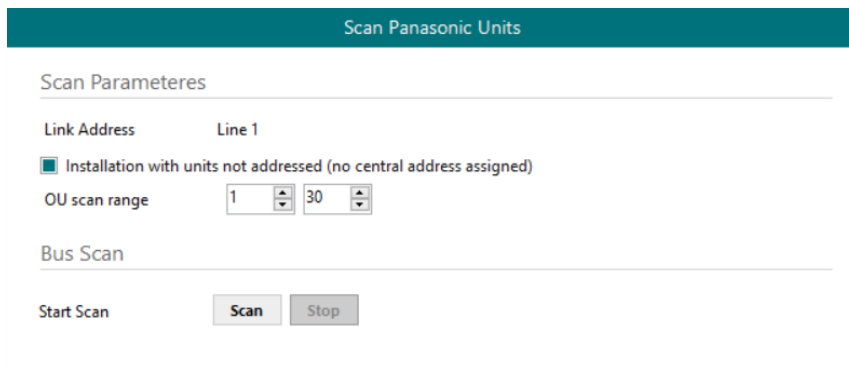 Scan Panasonic Units
Scan Parameteres
Link Address Line 1
Installation with units not addressed (no central address assigned)
OU scan range 1 30
Bus Scan
Start Scan Scan Stop